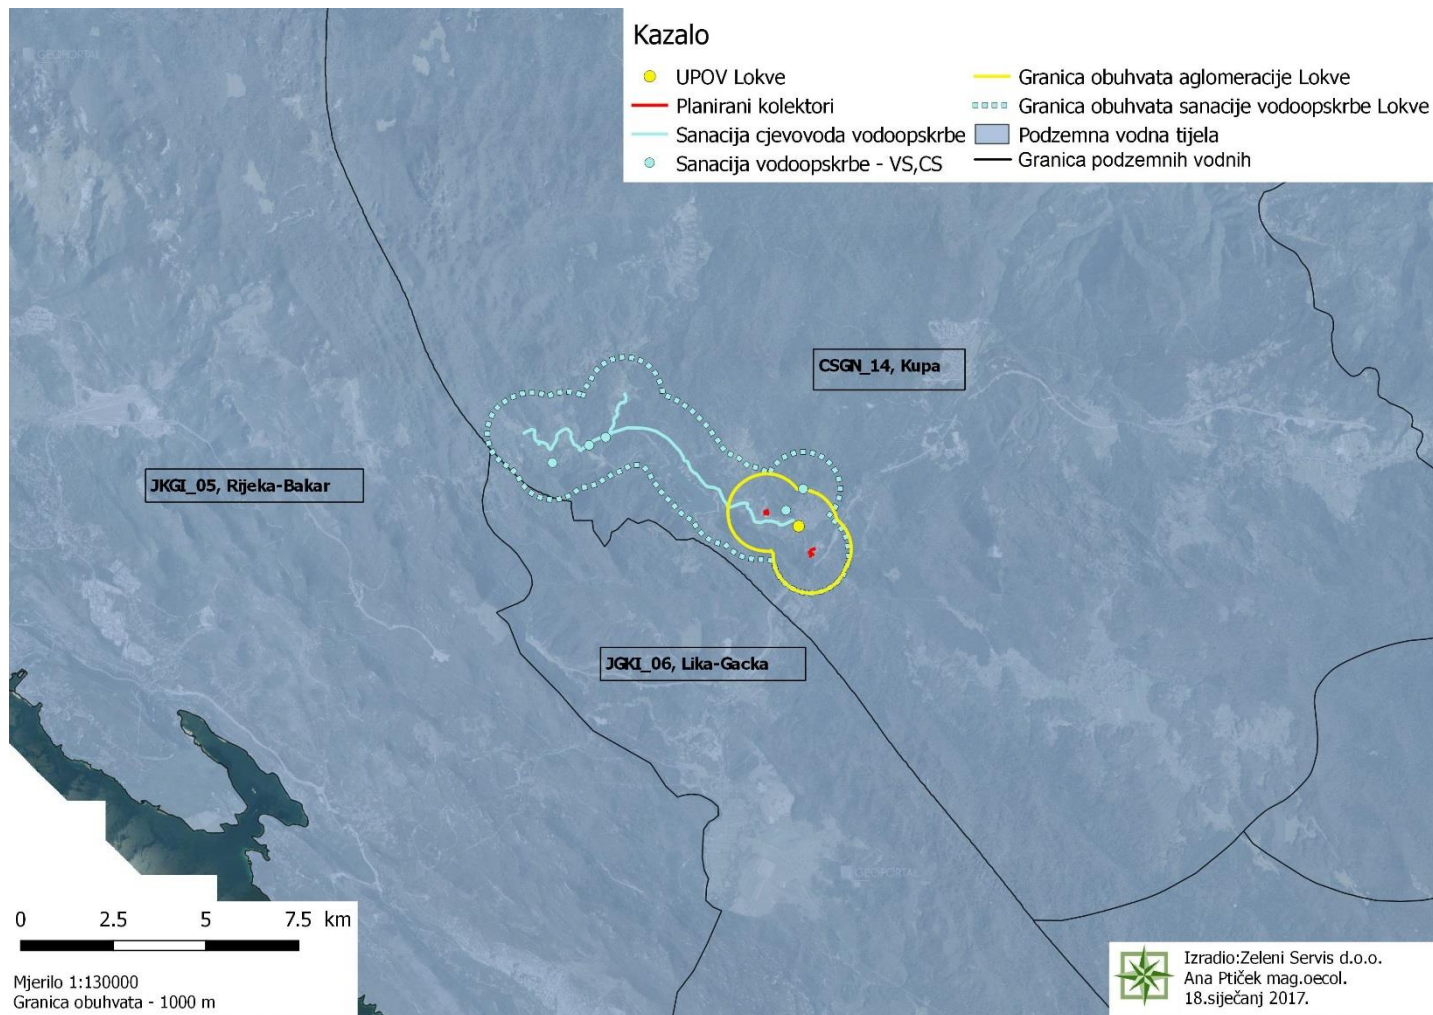 GEOPORTAL
Kazalo
UPOV Lokve
Planirani kolektori
Sanacija cjevovoda vodoopskrbe
Sanacija vodoopskrbe - VS,CS
Granica obuhvata aglomeracije Lokve
Granica obuhvata sanacije vodoopskrbe Lokve
Podzemna vodna tijela
Granica podzemnih vodnih
CSGN_14, Kupa
JKGI_05, Rijeka-Bakar
JGKI_06, Lika-Gacka
GEOPORTAL
0 2.5 5 7.5 km
Mjerilo 1:130000
Granica obuhvata - 1000 m
Izradio:Zeleni Servis d.o.o.
Ana Ptiček mag.oecol.
18.siječanj 2017.